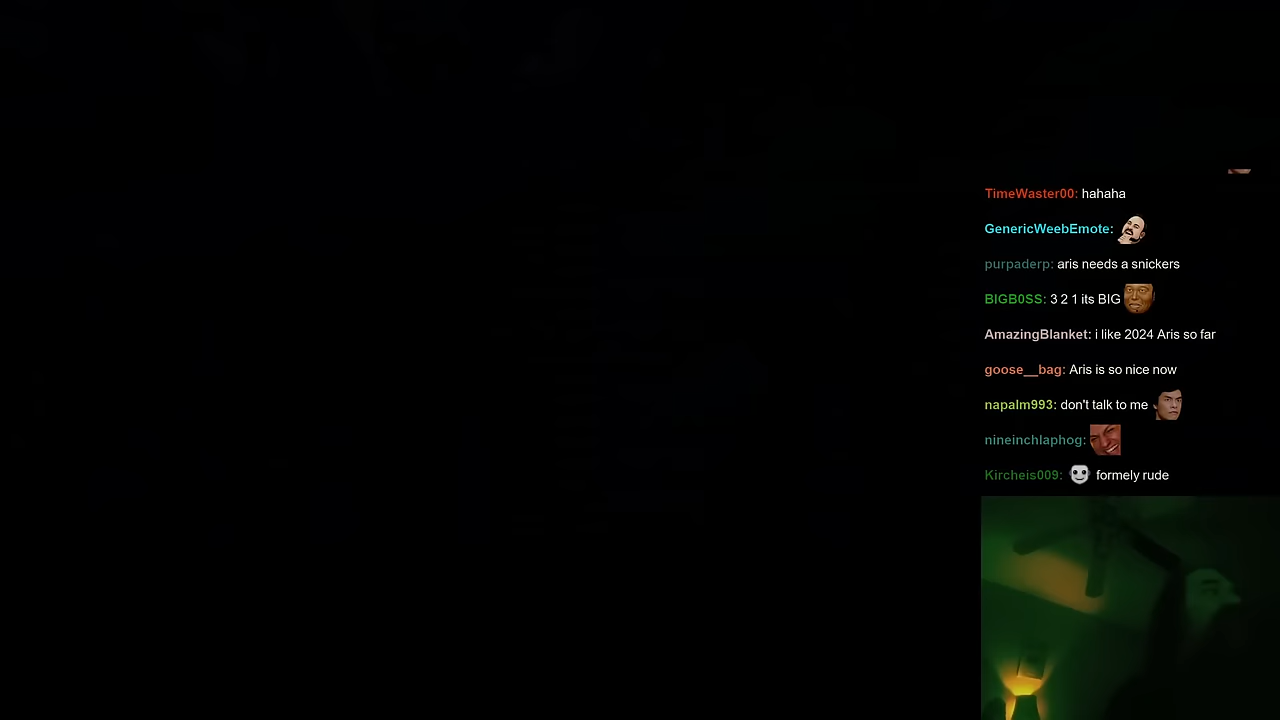 TimeWaster00: hahaha
GenericWeebEmote:
purpaderp: aris needs a snickers
BIGB0SS: 3 2 1 its BIG
AmazingBlanket: i like 2024 Aris so far
goose__bag: Aris is so nice now
napalm993: don't talk to me
nineinchlaphog:
Kircheis009: formely rude